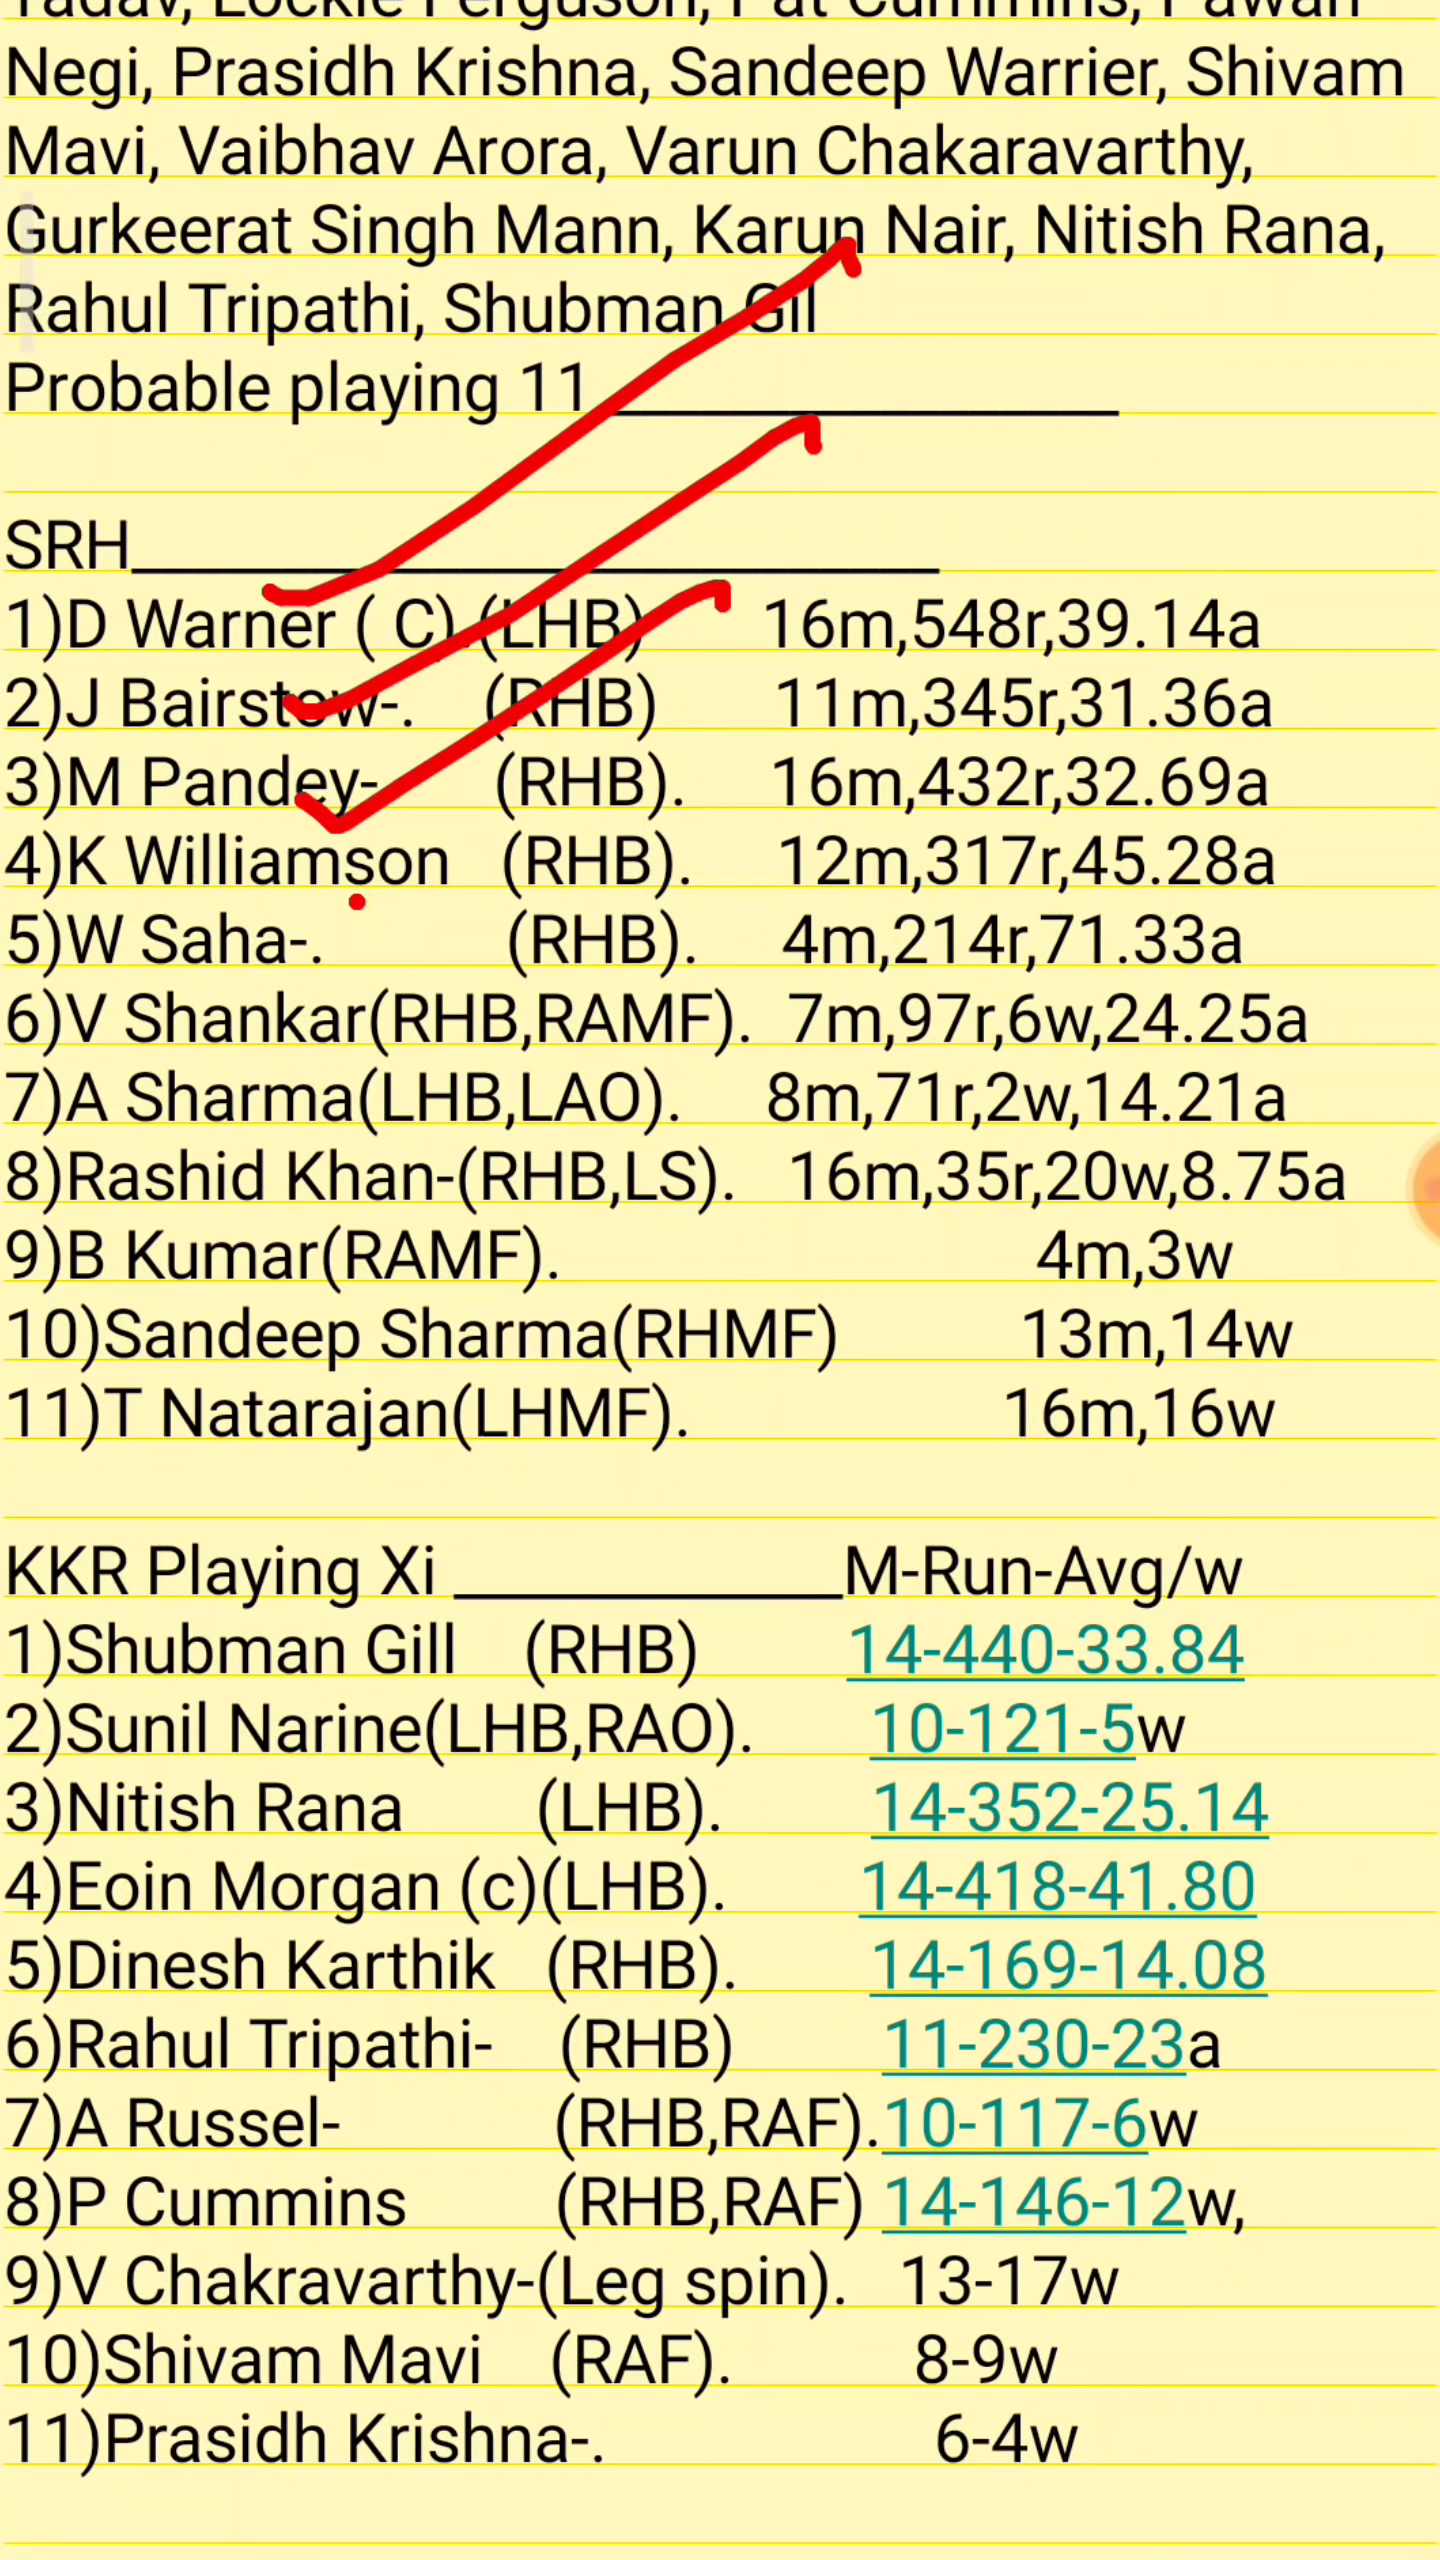 Yadav, Lockie Ferguson, Pat Cummins, Pawan
Negi, Prasidh Krishna, Sandeep Warrier, Shivam
Mavi, Vaibhav Arora, Varun Chakaravarthy,
Gurkeerat Singh Mann, Karun Nair, Nitish Rana,
Rahul Tripathi, Shubman Gil
Probable playing 11 _________________
SRH___________________________
1)D Warner ( C) (LHB) 16m,548r,39.14a
2)J Bairstow-. (RHB) 11m,345r,31.36a
3)M Pandey- (RHB). 16m,432r,32.69a
4)K Williamson (RHB). 12m,317r,45.28a
5)W Saha-. (RHB). 4m,214r,71.33a
6)V Shankar(RHB,RAMF). 7m,97r,6w,24.25a
7)A Sharma(LHB,LAO). 8m,71r,2w,14.21a
8)Rashid Khan-(RHB,LS). 16m,35r,20w,8.75a
9)B Kumar(RAMF). 4m,3w
10)Sandeep Sharma(RHMF) 13m,14w
11)T Natarajan(LHMF). 16m,16w
KKR Playing Xi _____________M-Run-Avg/w
1)Shubman Gill (RHB) 14-440-33.84
2)Sunil Narine(LHB,RAO). 10-121-5w
3)Nitish Rana (LHB). 14-352-25.14
4)Eoin Morgan (c)(LHB). 14-418-41.80
5)Dinesh Karthik (RHB). 14-169-14.08
6)Rahul Tripathi- (RHB) 11-230-23a
7)A Russel- (RHB,RAF).10-117-6w
8)P Cummins (RHB,RAF) 14-146-12w,
9)V Chakravarthy-(Leg spin). 13-17w
10)Shivam Mavi (RAF). 8-9w
11)Prasidh Krishna-. 6-4w